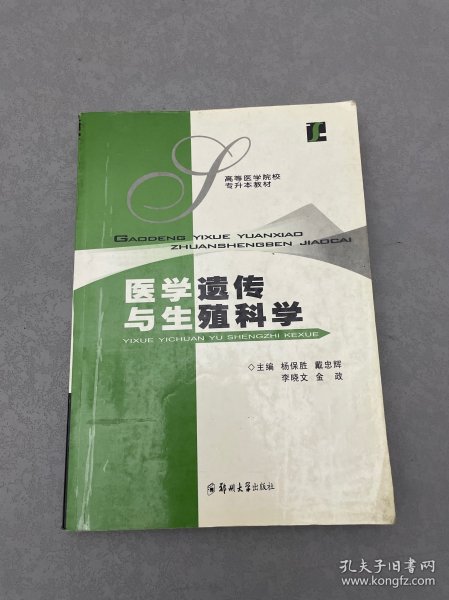 高等医学院校
专升本教材
GAODENG YIXUE YUANXIAO
ZHUANSHENGBEN JIAOCAI
医学遗传
与生殖科学
YIXUE YICHUAN YU SHENGZHI KEXUE
◇主编 杨保胜 戴忠辉
李晓文 金 政
郑州大学出版社
孔夫子旧书网
www.kongfz.com